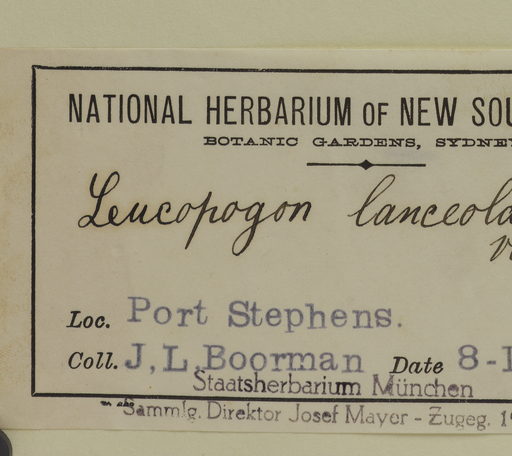 NATIONAL HERBARIUM OF NEW SOU
BOTANIC GARDENS, SYDNEY
Leucopogon lanceola
Loc. Port Stephens.
Coll. J, L, Boorman Date 8-1
Staatsherbarium München
Sammlg. Direktor Josef Mayer - Zugeg. 19